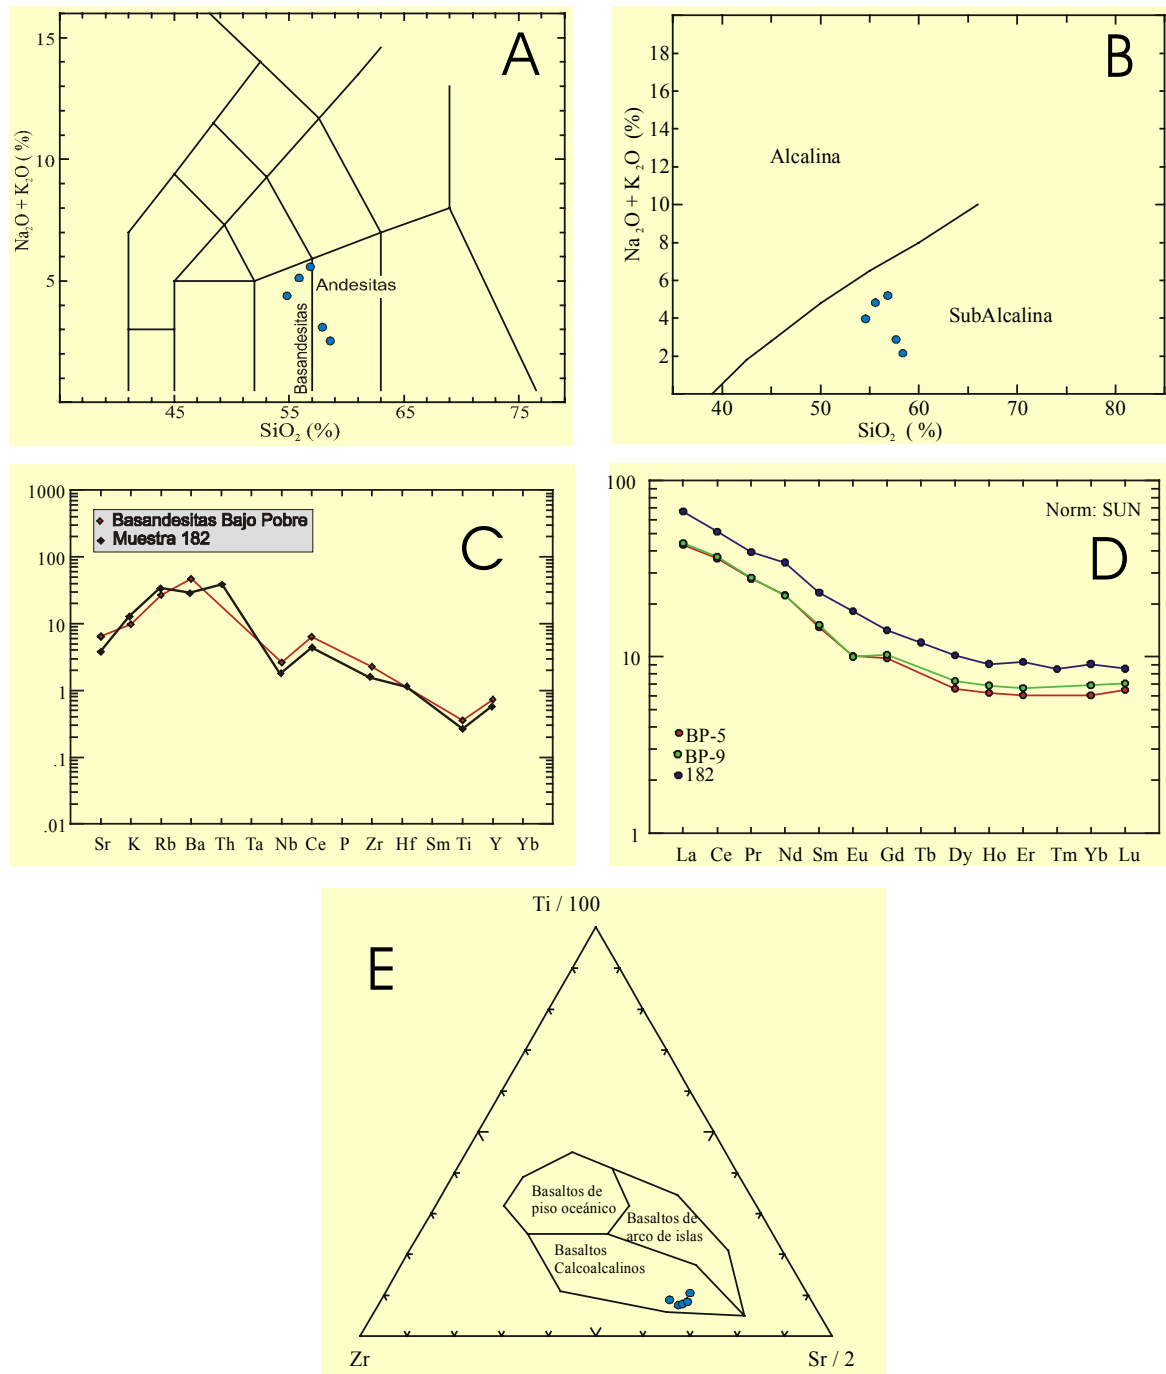 A
15
10
5
Na₂O + K₂O ( %)
Andesitas
Basandesitas
45 55 65 75
SiO₂ (%)
B
18
16
14
12
10
8
6
4
2
Na₂O + K₂O (%)
Alcalina
SubAlcalina
40 50 60 70 80
SiO₂ ( %)
C
1000
100
10
1
.1
.01
Basandesitas Bajo Pobre
Muestra 182
Sr K Rb Ba Th Ta Nb Ce P Zr Hf Sm Ti Y Yb
D
100
10
1
Norm: SUN
BP-5
BP-9
182
La Ce Pr Nd Sm Eu Gd Tb Dy Ho Er Tm Yb Lu
E
Ti / 100
Basaltos de
piso oceánico
Basaltos de
arco de islas
Basaltos
Calcoalcalinos
Zr Sr / 2